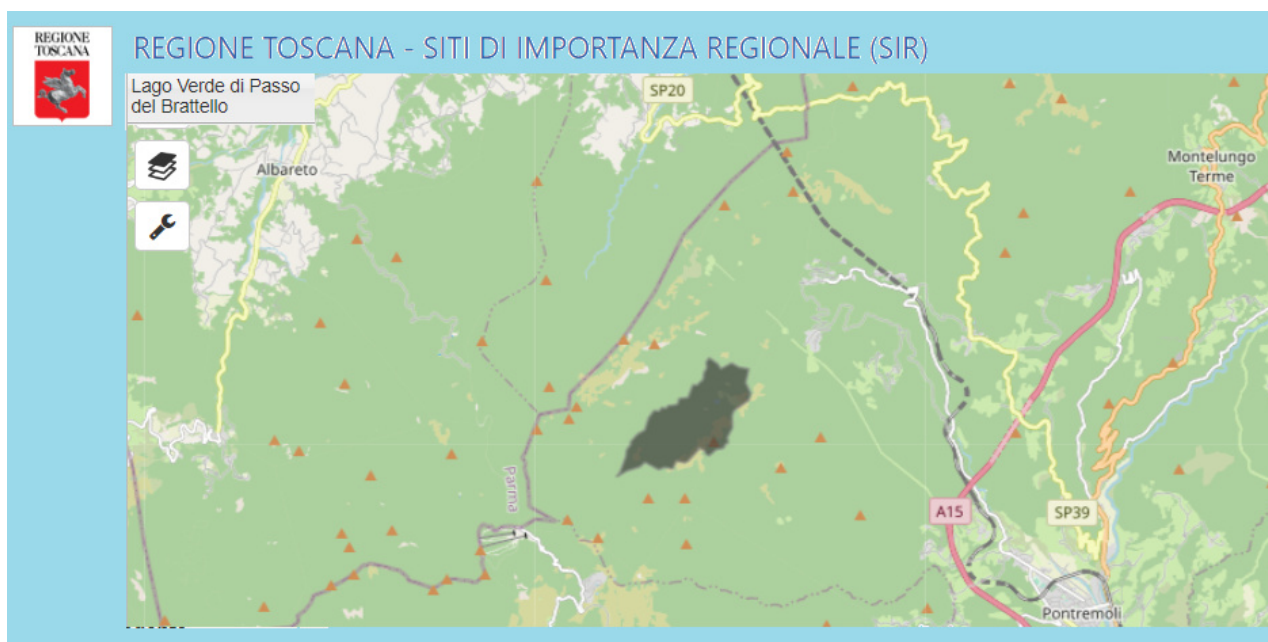 REGIONE
TOSCANA
REGIONE TOSCANA - SITI DI IMPORTANZA REGIONALE (SIR)
Lago Verde di Passo
del Brattello
SP20
Albareto
Montelungo
Terme
Parma
A15
SP39
Pontremoli